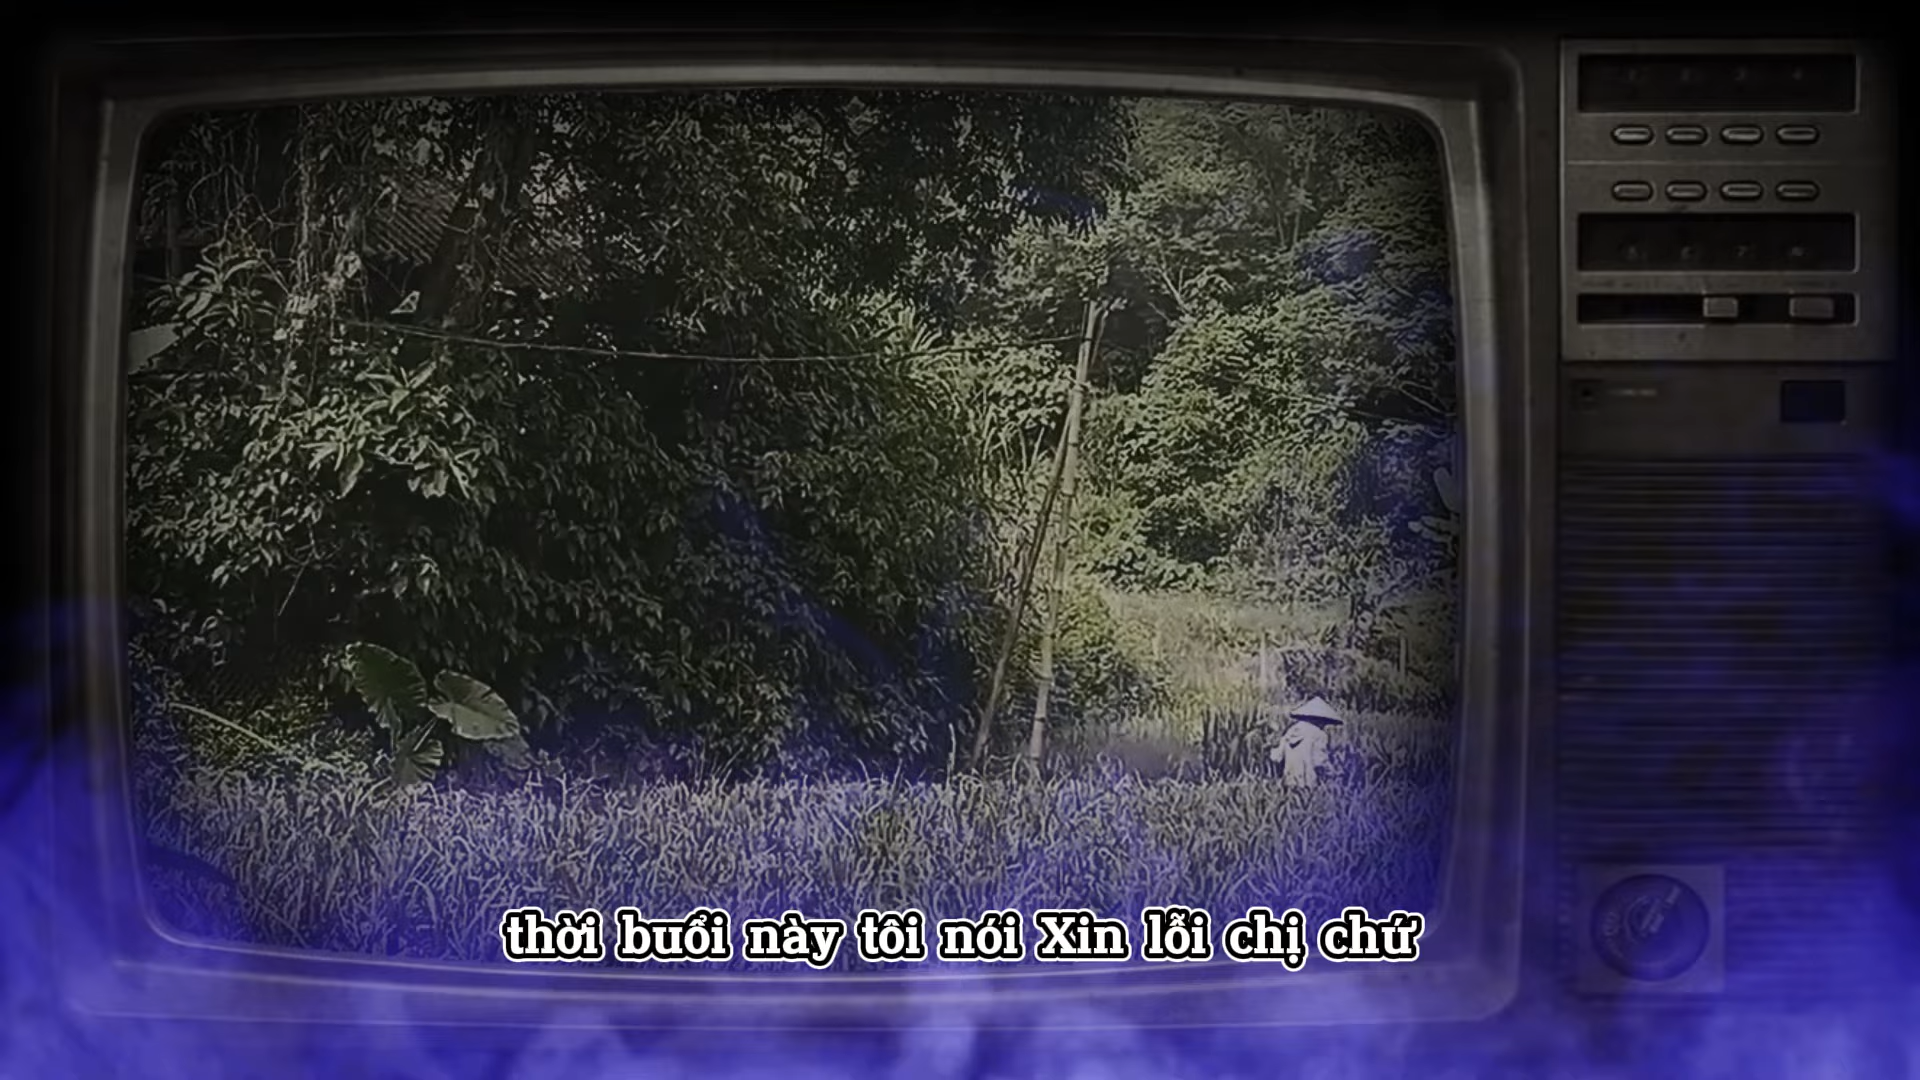 thời buổi này tôi nói Xin lỗi chị chứ